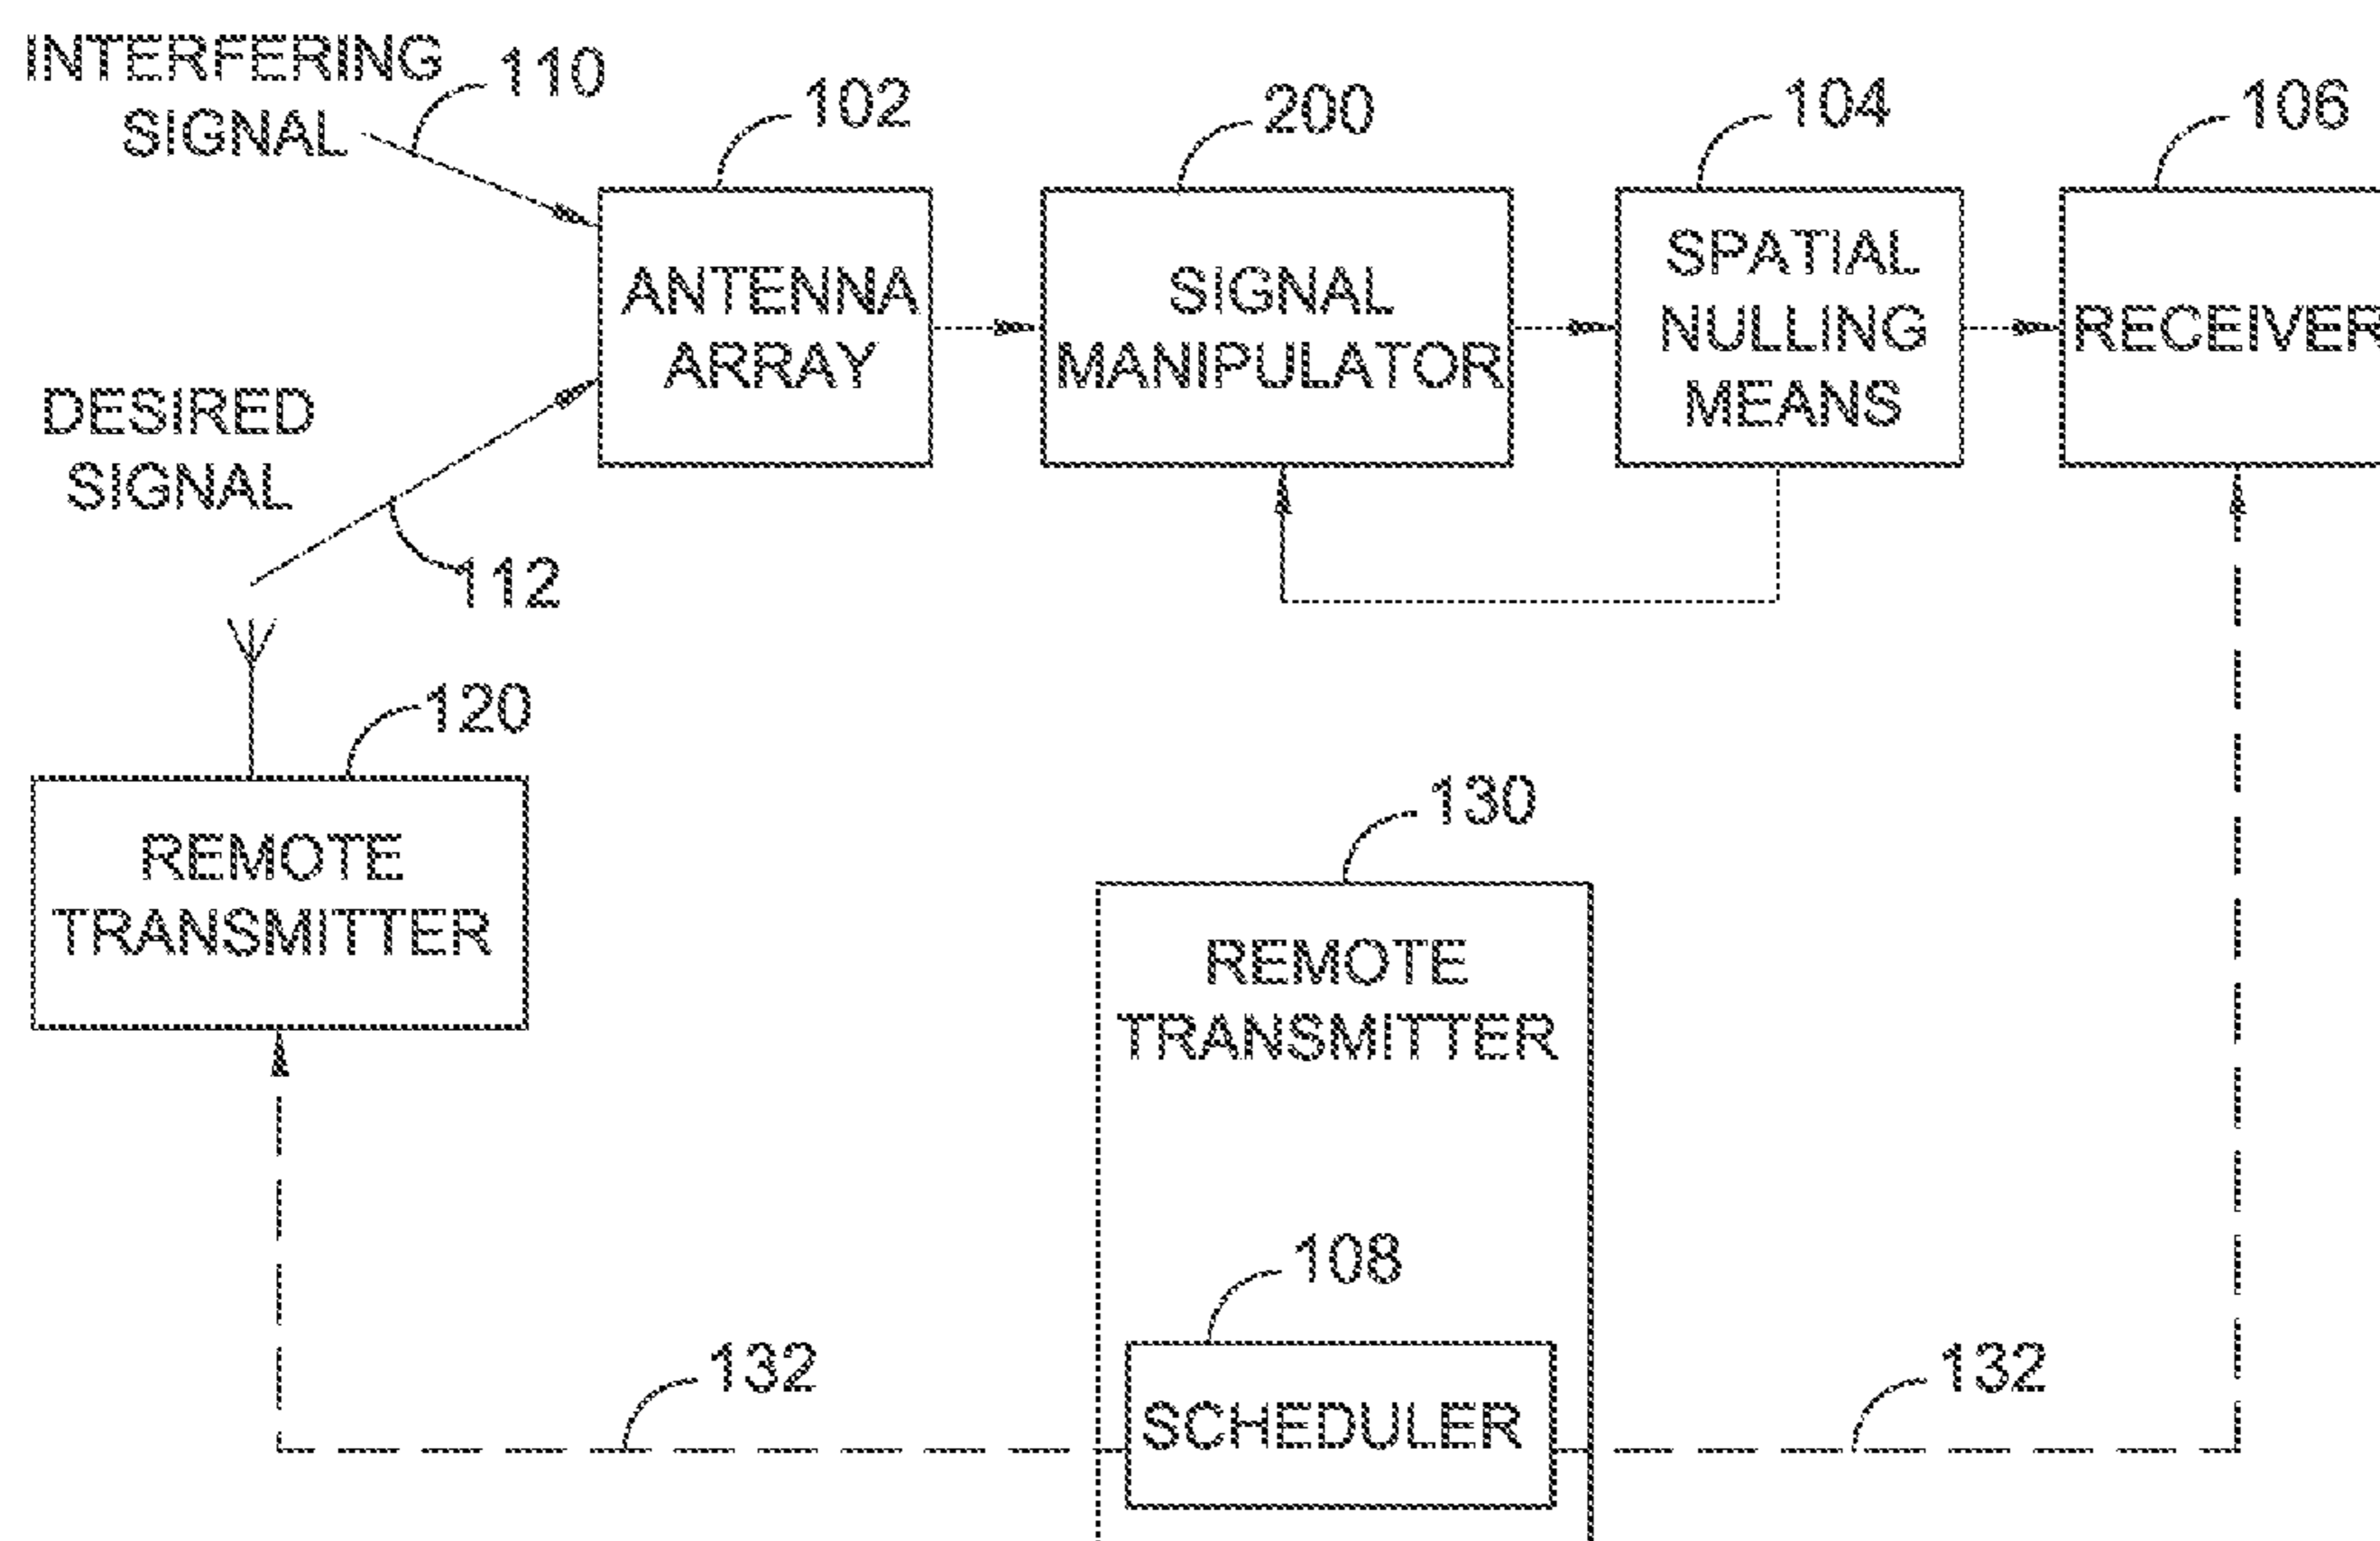 INTERFERING
SIGNAL
110
102
200
104
106
ANTENNA
ARRAY
SIGNAL
MANIPULATOR
SPATIAL
NULLING
MEANS
RECEIVER
DESIRED
SIGNAL
112
120
REMOTE
TRANSMITTER
130
REMOTE
TRANSMITTER
108
SCHEDULER
132
132